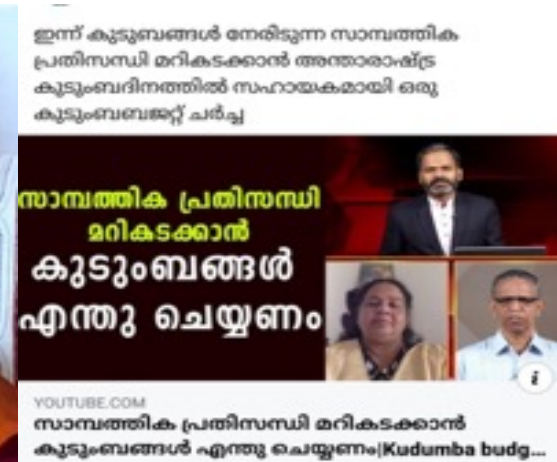 ഇന്ന് കുടുബങ്ങൾ നേരിടുന്ന സാമ്പത്തിക
പ്രതിസന്ധി മറികടക്കാൻ അന്താരാഷ്ട്ര
കുടുംബദിനത്തിൽ സഹായകമായി ഒരു
കുടുംബബജറ്റ് ചർച്ച
സാമ്പത്തിക പ്രതിസന്ധി
മറികടക്കാൻ
കുടുംബങ്ങൾ
എന്തു ചെയ്യണം
i
YOUTUBE.COM
സാമ്പത്തിക പ്രതിസന്ധി മറികടക്കാൻ
കുടുംബങ്ങൾ എന്തു ചെയ്യണം|Kudumba budg...